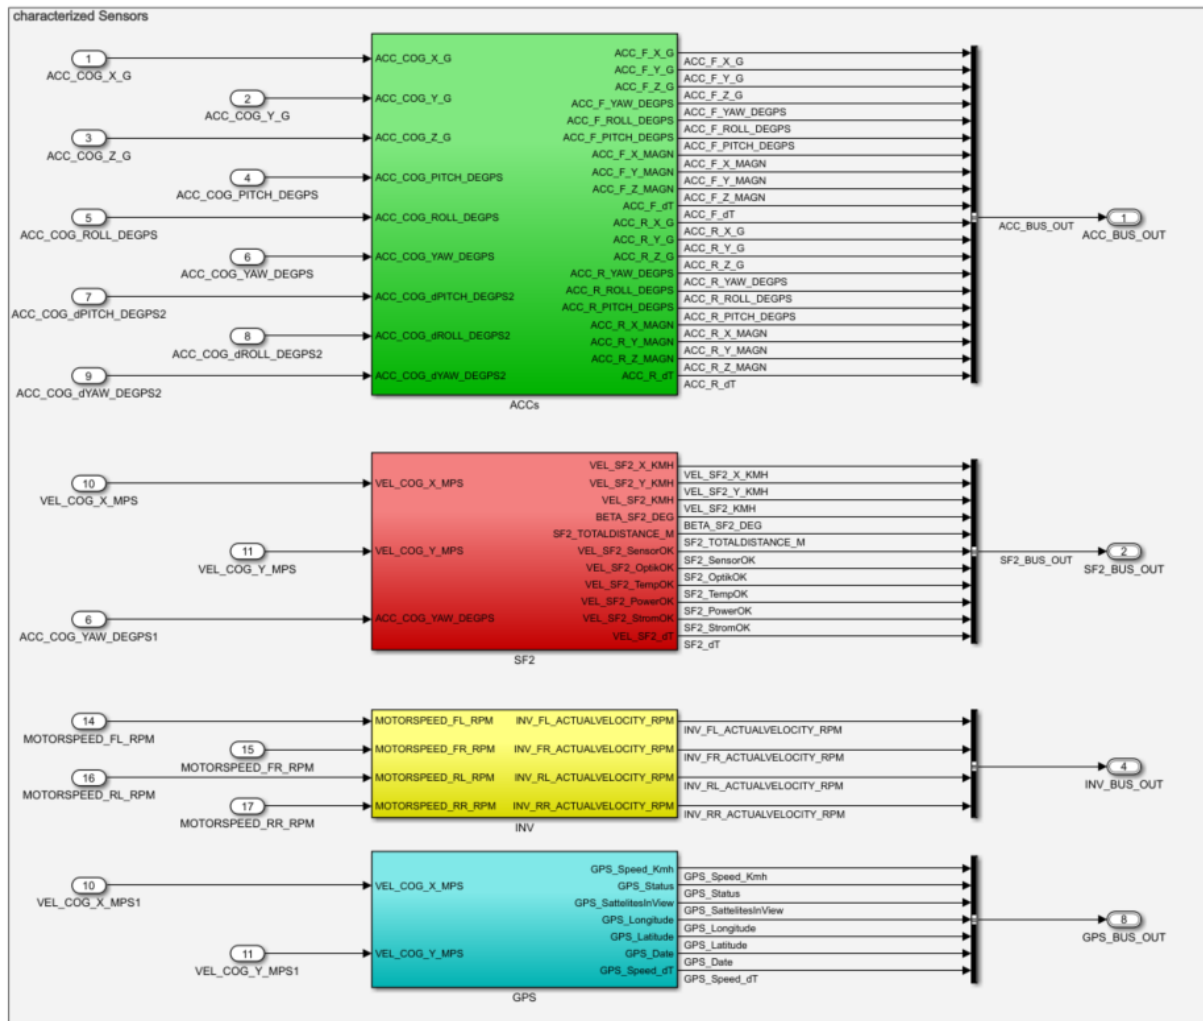 characterized Sensors
1
ACC_COG_X_G
2
ACC_COG_Y_G
3
ACC_COG_Z_G
4
ACC_COG_PITCH_DEGPS
5
ACC_COG_ROLL_DEGPS
6
ACC_COG_YAW_DEGPS
7
ACC_COG_dPITCH_DEGPS2
8
ACC_COG_dROLL_DEGPS2
9
ACC_COG_dYAW_DEGPS2
ACC_COG_X_G
ACC_COG_Y_G
ACC_COG_Z_G
ACC_COG_PITCH_DEGPS
ACC_COG_ROLL_DEGPS
ACC_COG_YAW_DEGPS
ACC_COG_dPITCH_DEGPS2
ACC_COG_dROLL_DEGPS2
ACC_COG_dYAW_DEGPS2
ACC_F_X_G
ACC_F_Y_G
ACC_F_Z_G
ACC_F_YAW_DEGPS
ACC_F_ROLL_DEGPS
ACC_F_PITCH_DEGPS
ACC_F_X_MAGN
ACC_F_Y_MAGN
ACC_F_Z_MAGN
ACC_F_dT
ACC_R_X_G
ACC_R_Y_G
ACC_R_Z_G
ACC_R_YAW_DEGPS
ACC_R_ROLL_DEGPS
ACC_R_PITCH_DEGPS
ACC_R_X_MAGN
ACC_R_Y_MAGN
ACC_R_Z_MAGN
ACC_R_dT
ACCs
ACC_F_X_G
ACC_F_Y_G
ACC_F_Z_G
ACC_F_YAW_DEGPS
ACC_F_ROLL_DEGPS
ACC_F_PITCH_DEGPS
ACC_F_X_MAGN
ACC_F_Y_MAGN
ACC_F_Z_MAGN
ACC_F_dT
ACC_R_X_G
ACC_R_Y_G
ACC_R_Z_G
ACC_R_YAW_DEGPS
ACC_R_ROLL_DEGPS
ACC_R_PITCH_DEGPS
ACC_R_X_MAGN
ACC_R_Y_MAGN
ACC_R_Z_MAGN
ACC_R_dT
ACC_BUS_OUT
1
ACC_BUS_OUT
10
VEL_COG_X_MPS
11
VEL_COG_Y_MPS
6
ACC_COG_YAW_DEGPS1
VEL_COG_X_MPS
VEL_COG_Y_MPS
ACC_COG_YAW_DEGPS
VEL_SF2_X_KMH
VEL_SF2_Y_KMH
VEL_SF2_KMH
BETA_SF2_DEG
SF2_TOTALDISTANCE_M
VEL_SF2_SensorOK
VEL_SF2_OptikOK
VEL_SF2_TempOK
VEL_SF2_PowerOK
VEL_SF2_StromOK
VEL_SF2_dT
SF2
VEL_SF2_X_KMH
VEL_SF2_Y_KMH
VEL_SF2_KMH
BETA_SF2_DEG
SF2_TOTALDISTANCE_M
SF2_SensorOK
SF2_OptikOK
SF2_TempOK
SF2_PowerOK
SF2_StromOK
SF2_dT
SF2_BUS_OUT
2
SF2_BUS_OUT
14
MOTORSPEED_FL_RPM
15
MOTORSPEED_FR_RPM
16
MOTORSPEED_RL_RPM
17
MOTORSPEED_RR_RPM
MOTORSPEED_FL_RPM
MOTORSPEED_FR_RPM
MOTORSPEED_RL_RPM
MOTORSPEED_RR_RPM
INV_FL_ACTUALVELOCITY_RPM
INV_FR_ACTUALVELOCITY_RPM
INV_RL_ACTUALVELOCITY_RPM
INV_RR_ACTUALVELOCITY_RPM
INV
INV_FL_ACTUALVELOCITY_RPM
INV_FR_ACTUALVELOCITY_RPM
INV_RL_ACTUALVELOCITY_RPM
INV_RR_ACTUALVELOCITY_RPM
4
INV_BUS_OUT
10
VEL_COG_X_MPS1
11
VEL_COG_Y_MPS1
VEL_COG_X_MPS
VEL_COG_Y_MPS
GPS_Speed_Kmh
GPS_Status
GPS_SattelitesInView
GPS_Longitude
GPS_Latitude
GPS_Date
GPS_Speed_dT
GPS
GPS_Speed_Kmh
GPS_Status
GPS_SattelitesInView
GPS_Longitude
GPS_Latitude
GPS_Date
GPS_Speed_dT
8
GPS_BUS_OUT